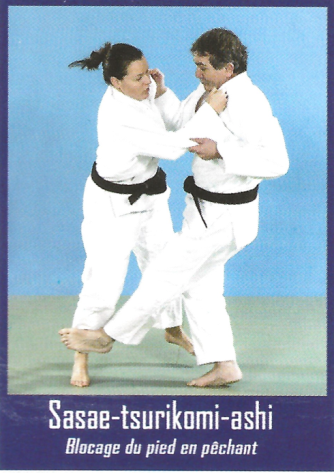 Sasae-tsurikomi-ashi
Blocage du pied en pêchant